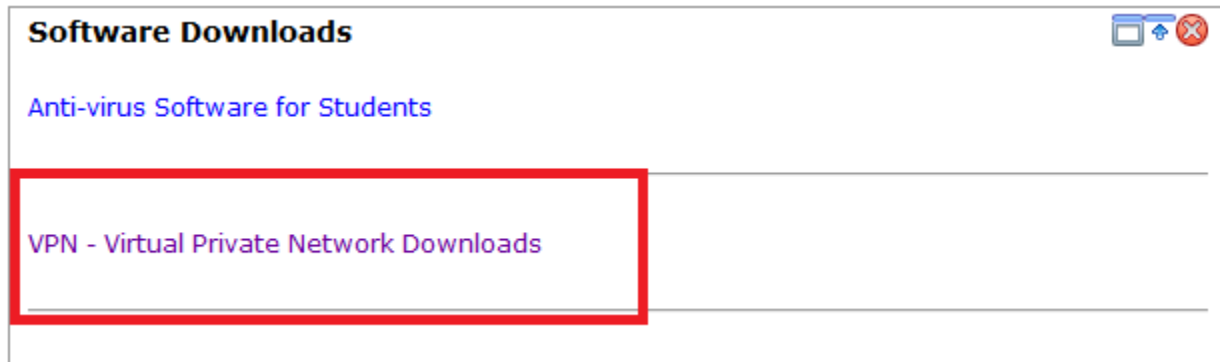 Software Downloads
Anti-virus Software for Students
VPN - Virtual Private Network Downloads